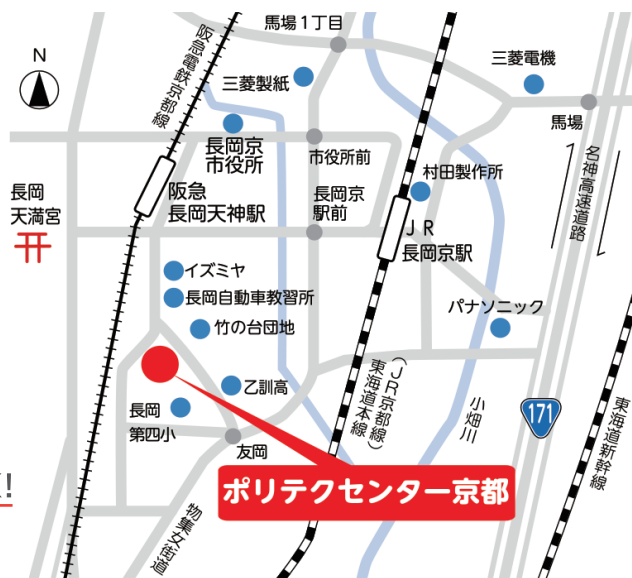 馬場1丁目
阪急電鉄京都線
N
三菱製紙
三菱電機
馬場
長岡京
市役所
市役所前
名神高速道路
村田製作所
長岡
天満宮
阪急
長岡天神駅
長岡京
駅前
JR
長岡京駅
イズミヤ
長岡自動車教習所
竹の台団地
パナソニック
乙訓高
長岡
第四小
友岡
(JR京都線)
東海道本線
小畑川
171
東海道新幹線
!
ポリテクセンター京都
物集女街道